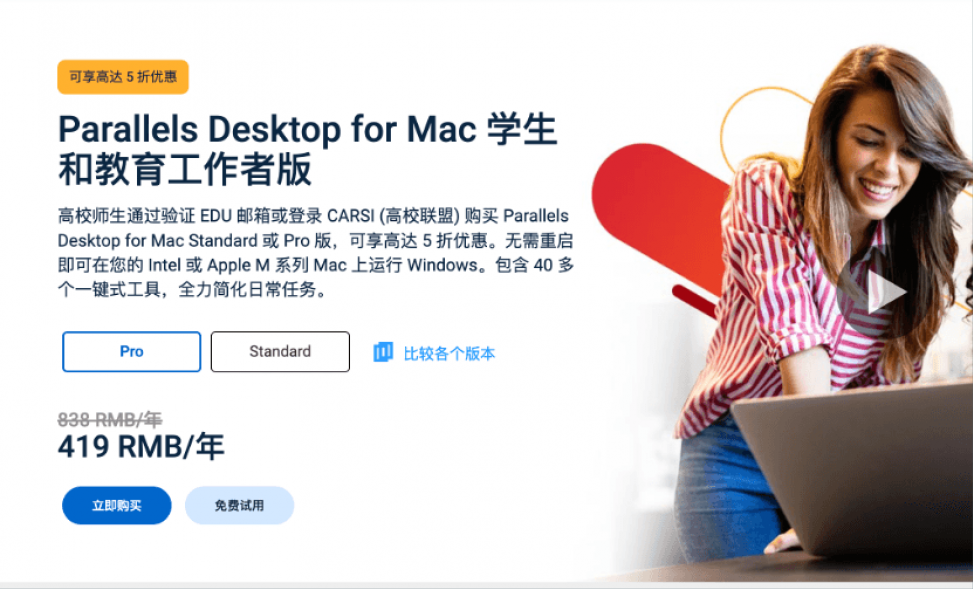 可享高达 5 折优惠
Parallels Desktop for Mac 学生
和教育工作者版
高校师生通过验证 EDU 邮箱或登录 CARSI (高校联盟) 购买 Parallels
Desktop for Mac Standard 或 Pro 版，可享高达 5 折优惠。无需重启
即可在您的 Intel 或 Apple M 系列 Mac 上运行 Windows。包含 40 多
个一键式工具，全力简化日常任务。
Pro Standard 比较各个版本
838 RMB/年
419 RMB/年
立即购买 免费试用